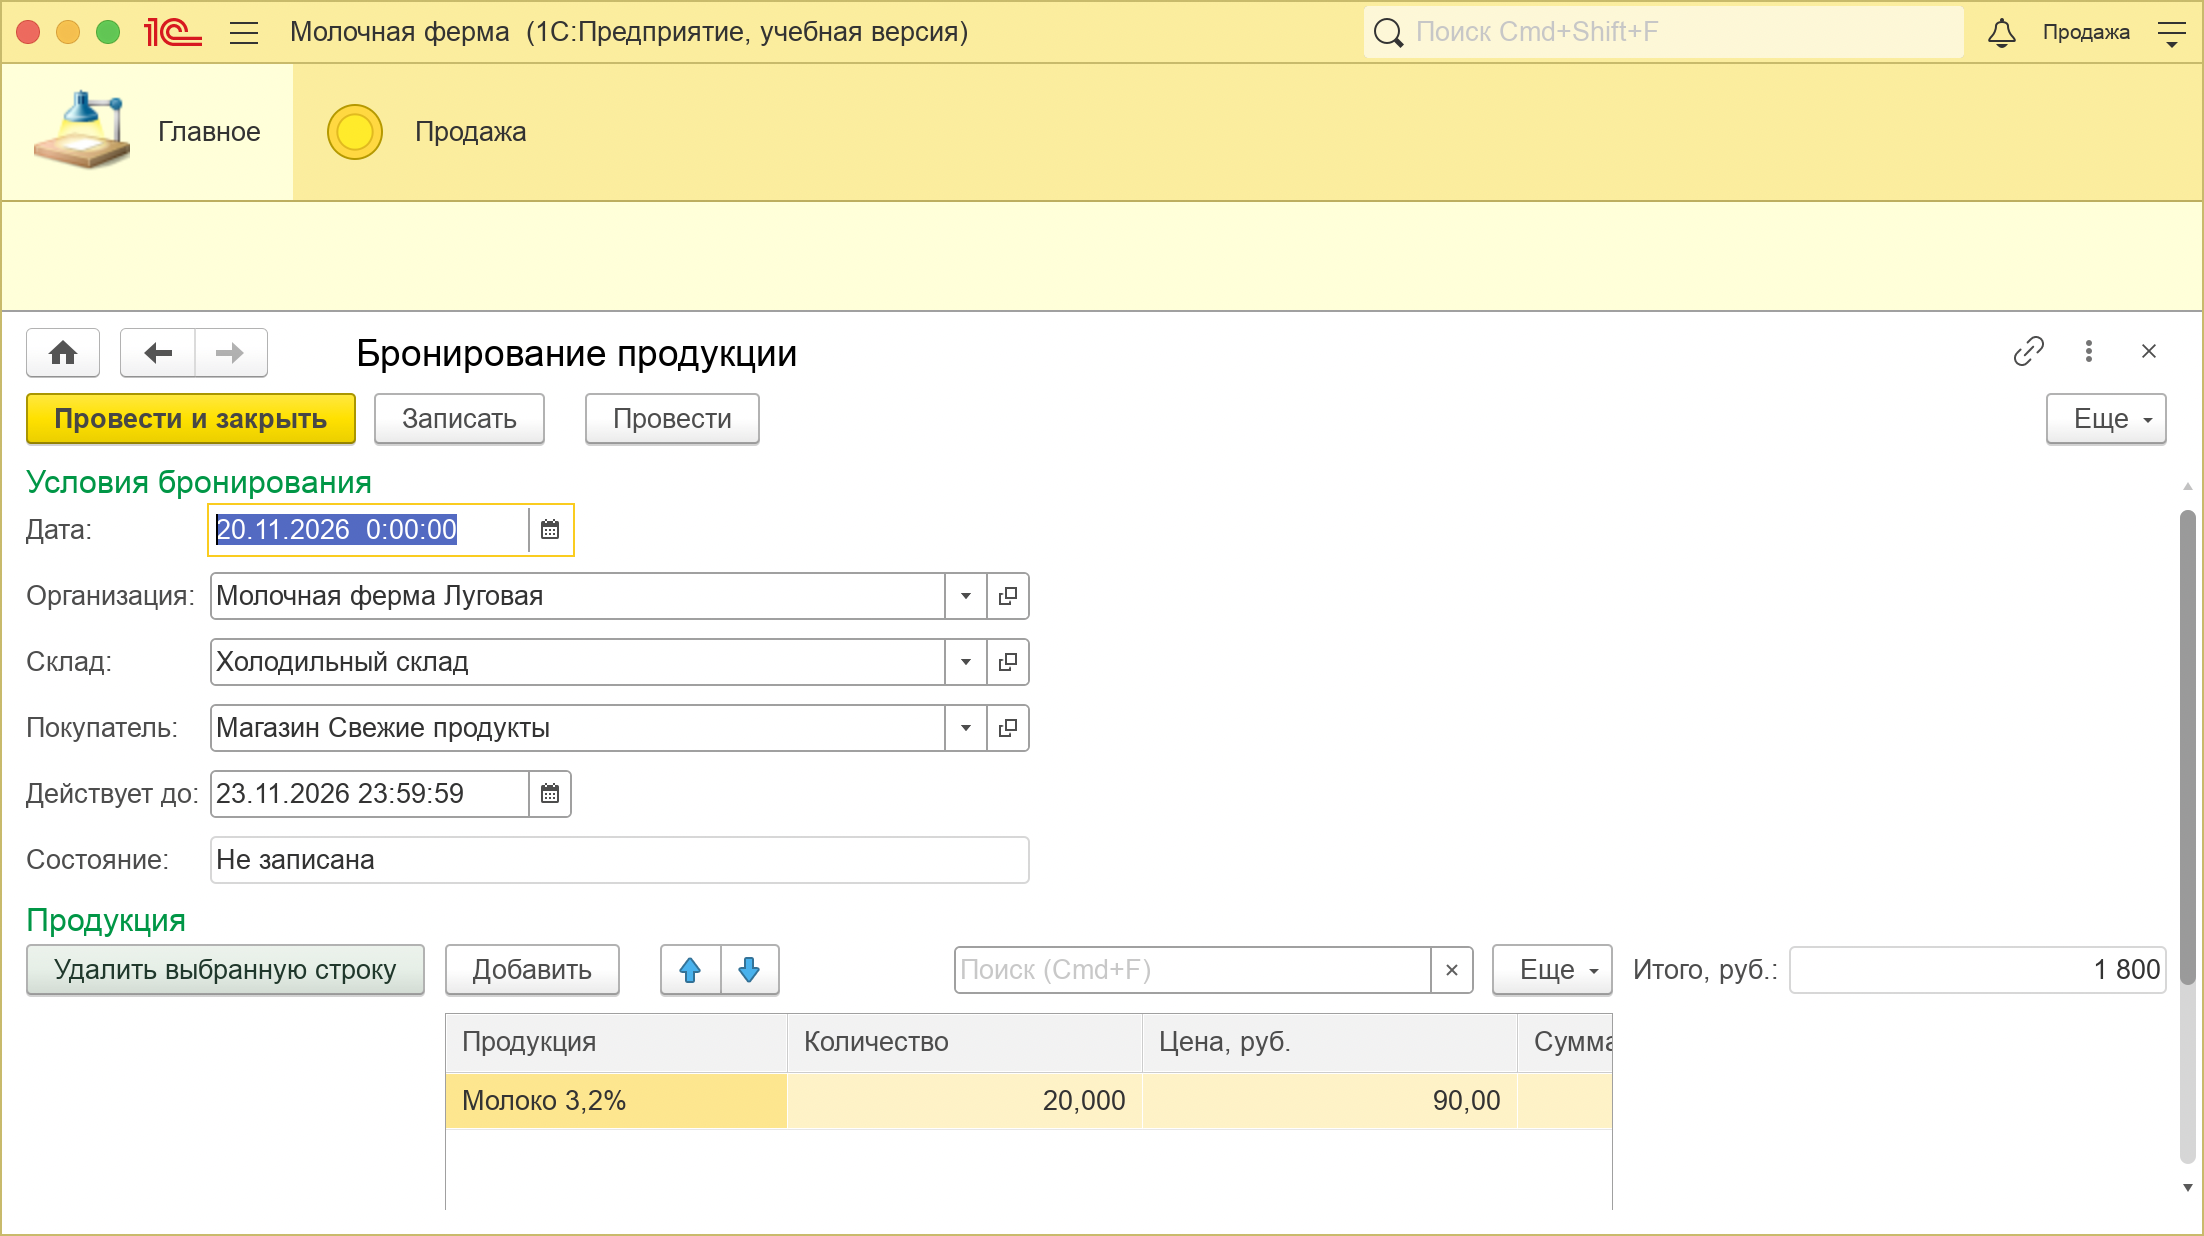 1С Молочная ферма (1С:Предприятие, учебная версия) Поиск Cmd+Shift+F Продажа
Главное Продажа
Бронирование продукции
Провести и закрыть Записать Провести Еще
Условия бронирования
Дата: 20.11.2026 0:00:00
Организация: Молочная ферма Луговая
Склад: Холодильный склад
Покупатель: Магазин Свежие продукты
Действует до: 23.11.2026 23:59:59
Состояние: Не записана
Продукция
Удалить выбранную строку Добавить Поиск (Cmd+F) × Еще Итого, руб.: 1 800
Продукция Количество Цена, руб. Сумма
Молоко 3,2% 20,000 90,00